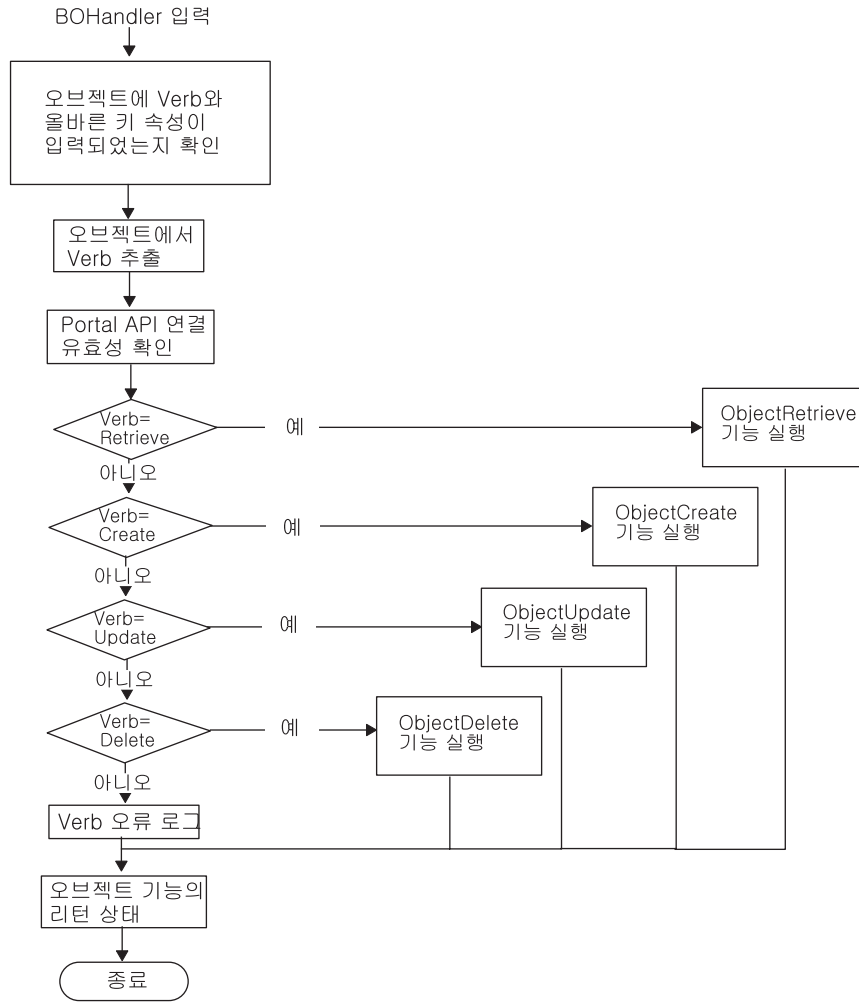 BOHandler 입력
오브젝트에 Verb와
올바른 키 속성이
입력되었는지 확인
오브젝트에서
Verb 추출
Portal API 연결
유효성 확인
Verb=
Retrieve
예
ObjectRetrieve
기능 실행
아니오
Verb=
Create
예
ObjectCreate
기능 실행
아니오
Verb=
Update
예
ObjectUpdate
기능 실행
아니오
Verb=
Delete
예
ObjectDelete
기능 실행
아니오
Verb 오류 로그
오브젝트 기능의
리턴 상태
종료